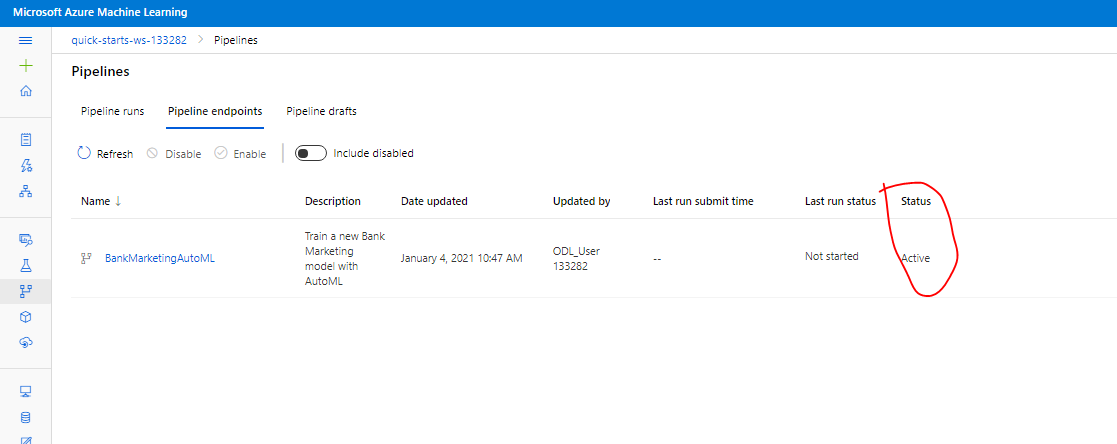 Microsoft Azure Machine Learning
quick-starts-ws-133282 > Pipelines
Pipelines
Pipeline runs Pipeline endpoints Pipeline drafts
Refresh Disable Enable Include disabled
Name ↓ Description Date updated Updated by Last run submit time Last run status Status
BankMarketingAutoML
Train a new Bank
Marketing
model with
AutoML
January 4, 2021 10:47 AM
ODL_User
133282
--
Not started
Active